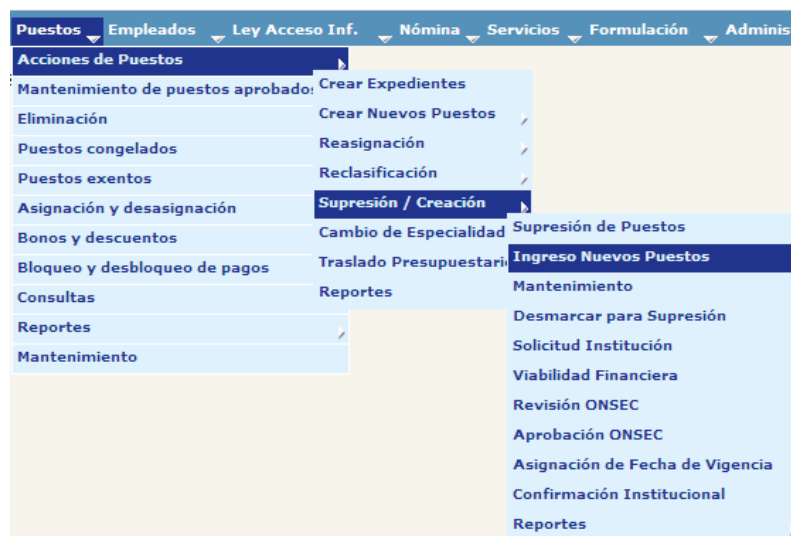 Puestos Empleados Ley Acceso Inf. Nómina Servicios Formulación Adminis
Acciones de Puestos
Mantenimiento de puestos aprobados
Eliminación
Puestos congelados
Puestos exentos
Asignación y desasignación
Bonos y descuentos
Bloqueo y desbloqueo de pagos
Consultas
Reportes
Mantenimiento
Crear Expedientes
Crear Nuevos Puestos
Reasignación
Reclasificación
Supresión / Creación
Cambio de Especialidad
Traslado Presupuestari
Reportes
Supresión de Puestos
Ingreso Nuevos Puestos
Mantenimiento
Desmarcar para Supresión
Solicitud Institución
Viabilidad Financiera
Revisión ONSEC
Aprobación ONSEC
Asignación de Fecha de Vigencia
Confirmación Institucional
Reportes